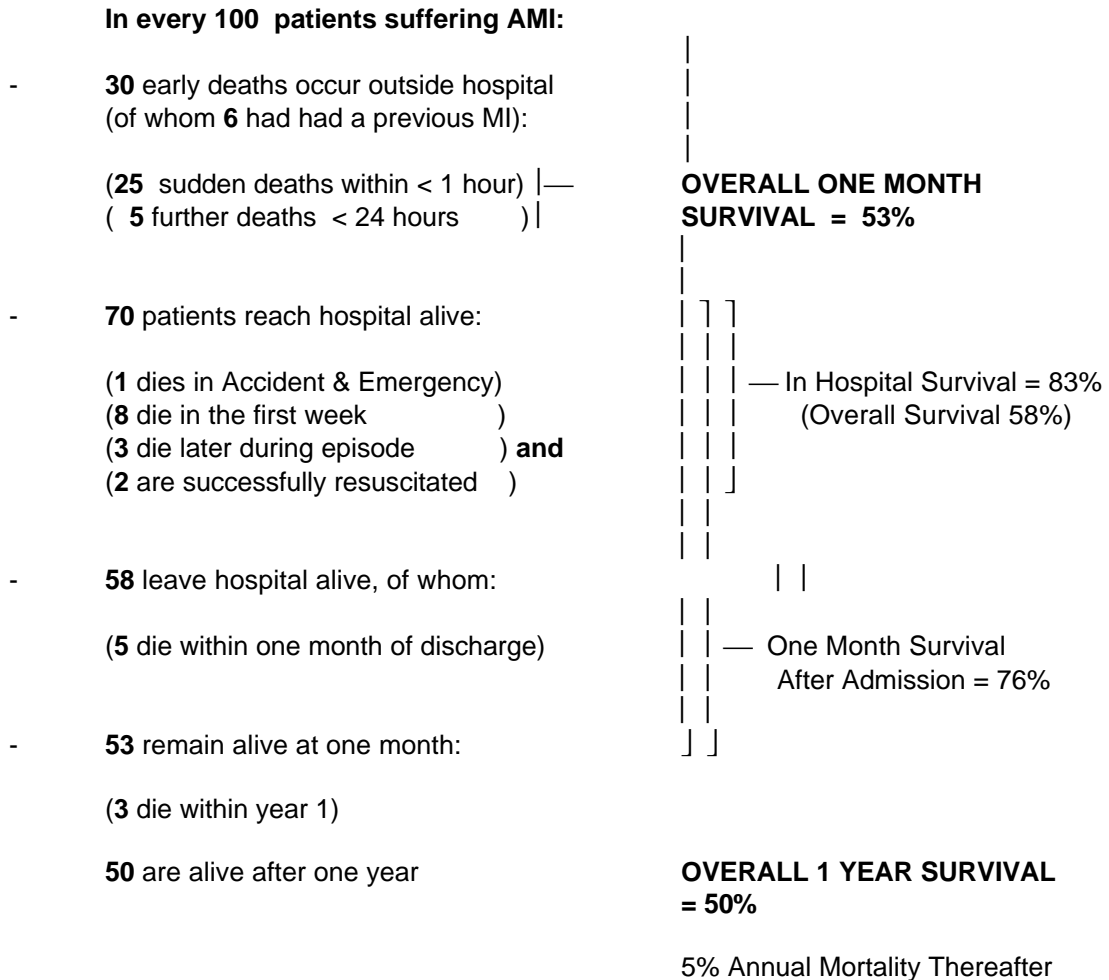 In every 100 patients suffering AMI:
- 30 early deaths occur outside hospital
(of whom 6 had had a previous MI):
(25 sudden deaths within < 1 hour)
( 5 further deaths < 24 hours )
OVERALL ONE MONTH
SURVIVAL = 53%
- 70 patients reach hospital alive:
(1 dies in Accident & Emergency)
(8 die in the first week )
(3 die later during episode ) and
(2 are successfully resuscitated )
In Hospital Survival = 83%
(Overall Survival 58%)
- 58 leave hospital alive, of whom:
(5 die within one month of discharge)
One Month Survival
After Admission = 76%
- 53 remain alive at one month:
(3 die within year 1)
50 are alive after one year
OVERALL 1 YEAR SURVIVAL
= 50%
5% Annual Mortality Thereafter